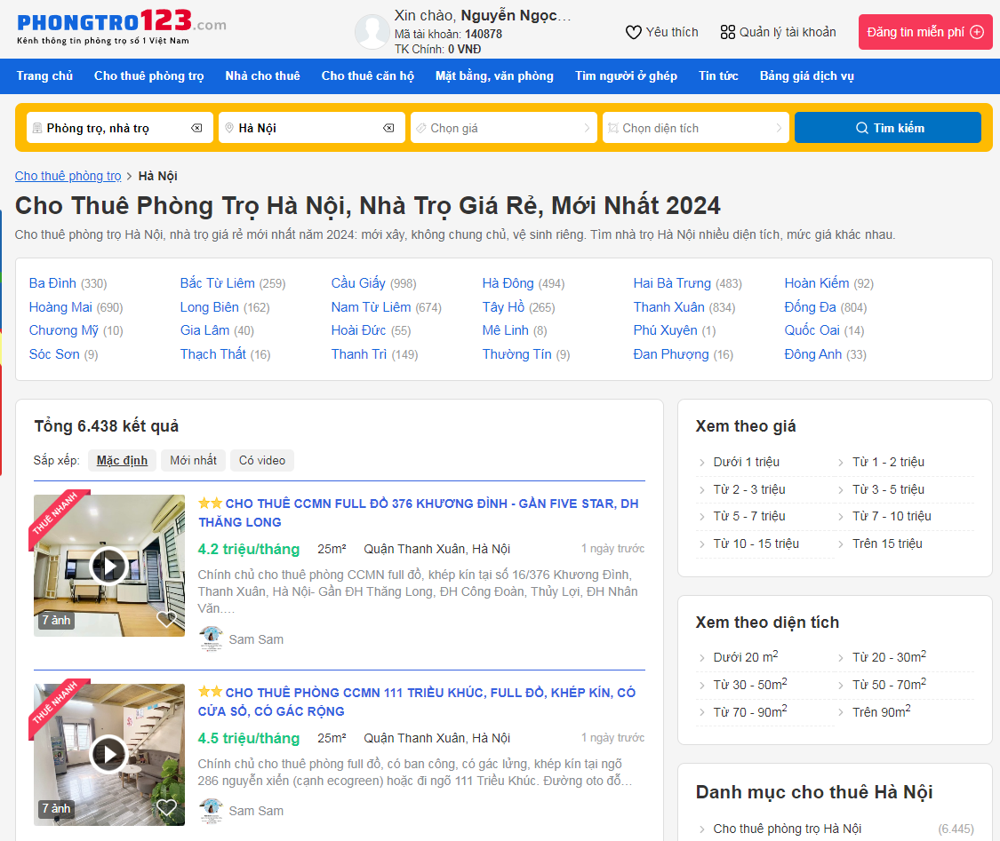 PHONGTRO123.com
Kênh thông tin phòng trọ số 1 Việt Nam
Xin chào, Nguyễn Ngọc…
Mã tài khoản: 140878
TK Chính: 0 VNĐ
Yêu thích
Quản lý tài khoản
Đăng tin miễn phí
Trang chủ Cho thuê phòng trọ Nhà cho thuê Cho thuê căn hộ Mặt bằng, văn phòng Tìm người ở ghép Tin tức Bảng giá dịch vụ
Phòng trọ, nhà trọ Hà Nội Chọn giá Chọn diện tích Tìm kiếm
Cho thuê phòng trọ > Hà Nội
Cho Thuê Phòng Trọ Hà Nội, Nhà Trọ Giá Rẻ, Mới Nhất 2024
Cho thuê phòng trọ Hà Nội, nhà trọ giá rẻ mới nhất năm 2024: mới xây, không chung chủ, vệ sinh riêng. Tìm nhà trọ Hà Nội nhiều diện tích, mức giá khác nhau.
Ba Đình (330) Bắc Từ Liêm (259) Cầu Giấy (998) Hà Đông (494) Hai Bà Trưng (483) Hoàn Kiếm (92)
Hoàng Mai (690) Long Biên (162) Nam Từ Liêm (674) Tây Hồ (265) Thanh Xuân (834) Đống Đa (804)
Chương Mỹ (10) Gia Lâm (40) Hoài Đức (55) Mê Linh (8) Phú Xuyên (1) Quốc Oai (14)
Sóc Sơn (9) Thạch Thất (16) Thanh Trì (149) Thường Tín (9) Đan Phượng (16) Đông Anh (33)
Tổng 6.438 kết quả
Sắp xếp: Mặc định Mới nhất Có video
THUÊ NHANH
7 ảnh
CHO THUÊ CCMN FULL ĐỒ 376 KHƯƠNG ĐÌNH - GẦN FIVE STAR, DH
THĂNG LONG
4.2 triệu/tháng 25m² Quận Thanh Xuân, Hà Nội 1 ngày trước
Chính chủ cho thuê phòng CCMN full đồ, khép kín tại số 16/376 Khương Đình,
Thanh Xuân, Hà Nội- Gần ĐH Thăng Long, ĐH Công Đoàn, Thủy Lợi, ĐH Nhân
Văn.…
Sam Sam
THUÊ NHANH
7 ảnh
CHO THUÊ PHÒNG CCMN 111 TRIỀU KHÚC, FULL ĐỒ, KHÉP KÍN, CÓ
CỬA SỔ, CÓ GÁC RỘNG
4.5 triệu/tháng 25m² Quận Thanh Xuân, Hà Nội 1 ngày trước
Chính chủ cho thuê phòng full đồ, có ban công, có gác lửng, khép kín tại ngõ
286 nguyễn xiển (cạnh ecogreen) hoặc đi ngõ 111 Triều Khúc. Đường oto đỗ…
Sam Sam
Xem theo giá
Dưới 1 triệu Từ 1 - 2 triệu
Từ 2 - 3 triệu Từ 3 - 5 triệu
Từ 5 - 7 triệu Từ 7 - 10 triệu
Từ 10 - 15 triệu Trên 15 triệu
Xem theo diện tích
Dưới 20 m² Từ 20 - 30m²
Từ 30 - 50m² Từ 50 - 70m²
Từ 70 - 90m² Trên 90m²
Danh mục cho thuê Hà Nội
Cho thuê phòng trọ Hà Nội (6.445)